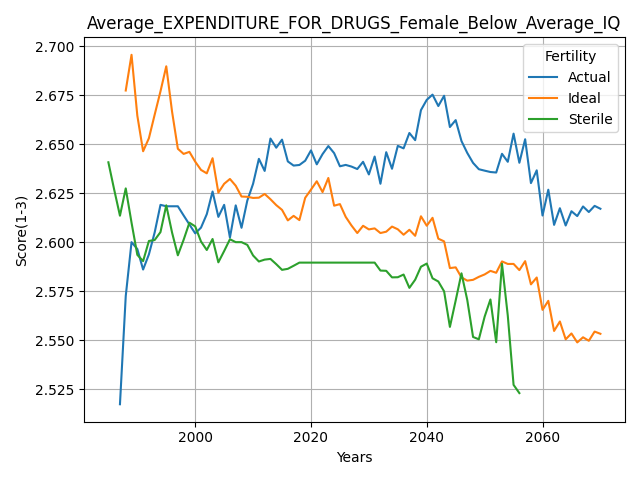 Average_EXPENDITURE_FOR_DRUGS_Female_Below_Average_IQ
Fertility
Actual
Ideal
Sterile
Score(1-3)
2.700
2.675
2.650
2.625
2.600
2.575
2.550
2.525
2000
2020
2040
2060
Years